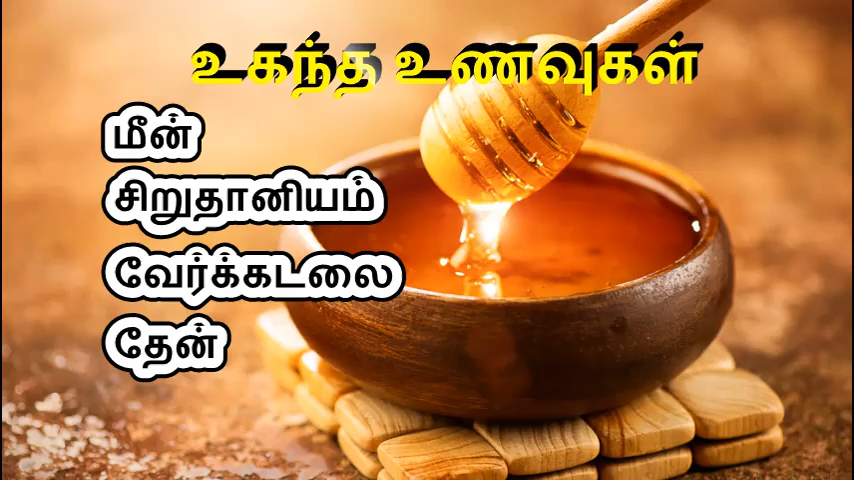 உகந்த உணவுகள்
மீன்
சிறுதானியம்
வேர்க்கடலை
தேன்